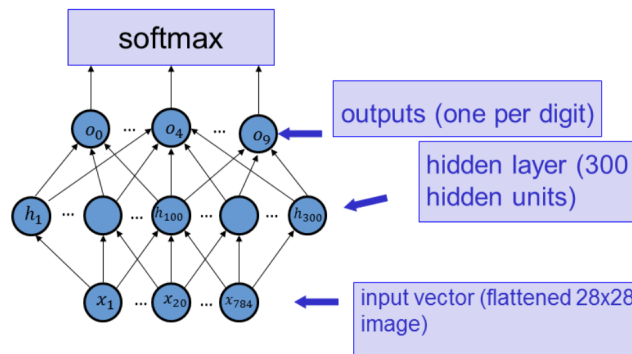 softmax
o₀ ... o₄ ... o₉
outputs (one per digit)
h₁ ... ... h₁₀₀ ... ... h₃₀₀
hidden layer (300
hidden units)
x₁ ... x₂₀ ... x₇₈₄
input vector (flattened 28x28
image)